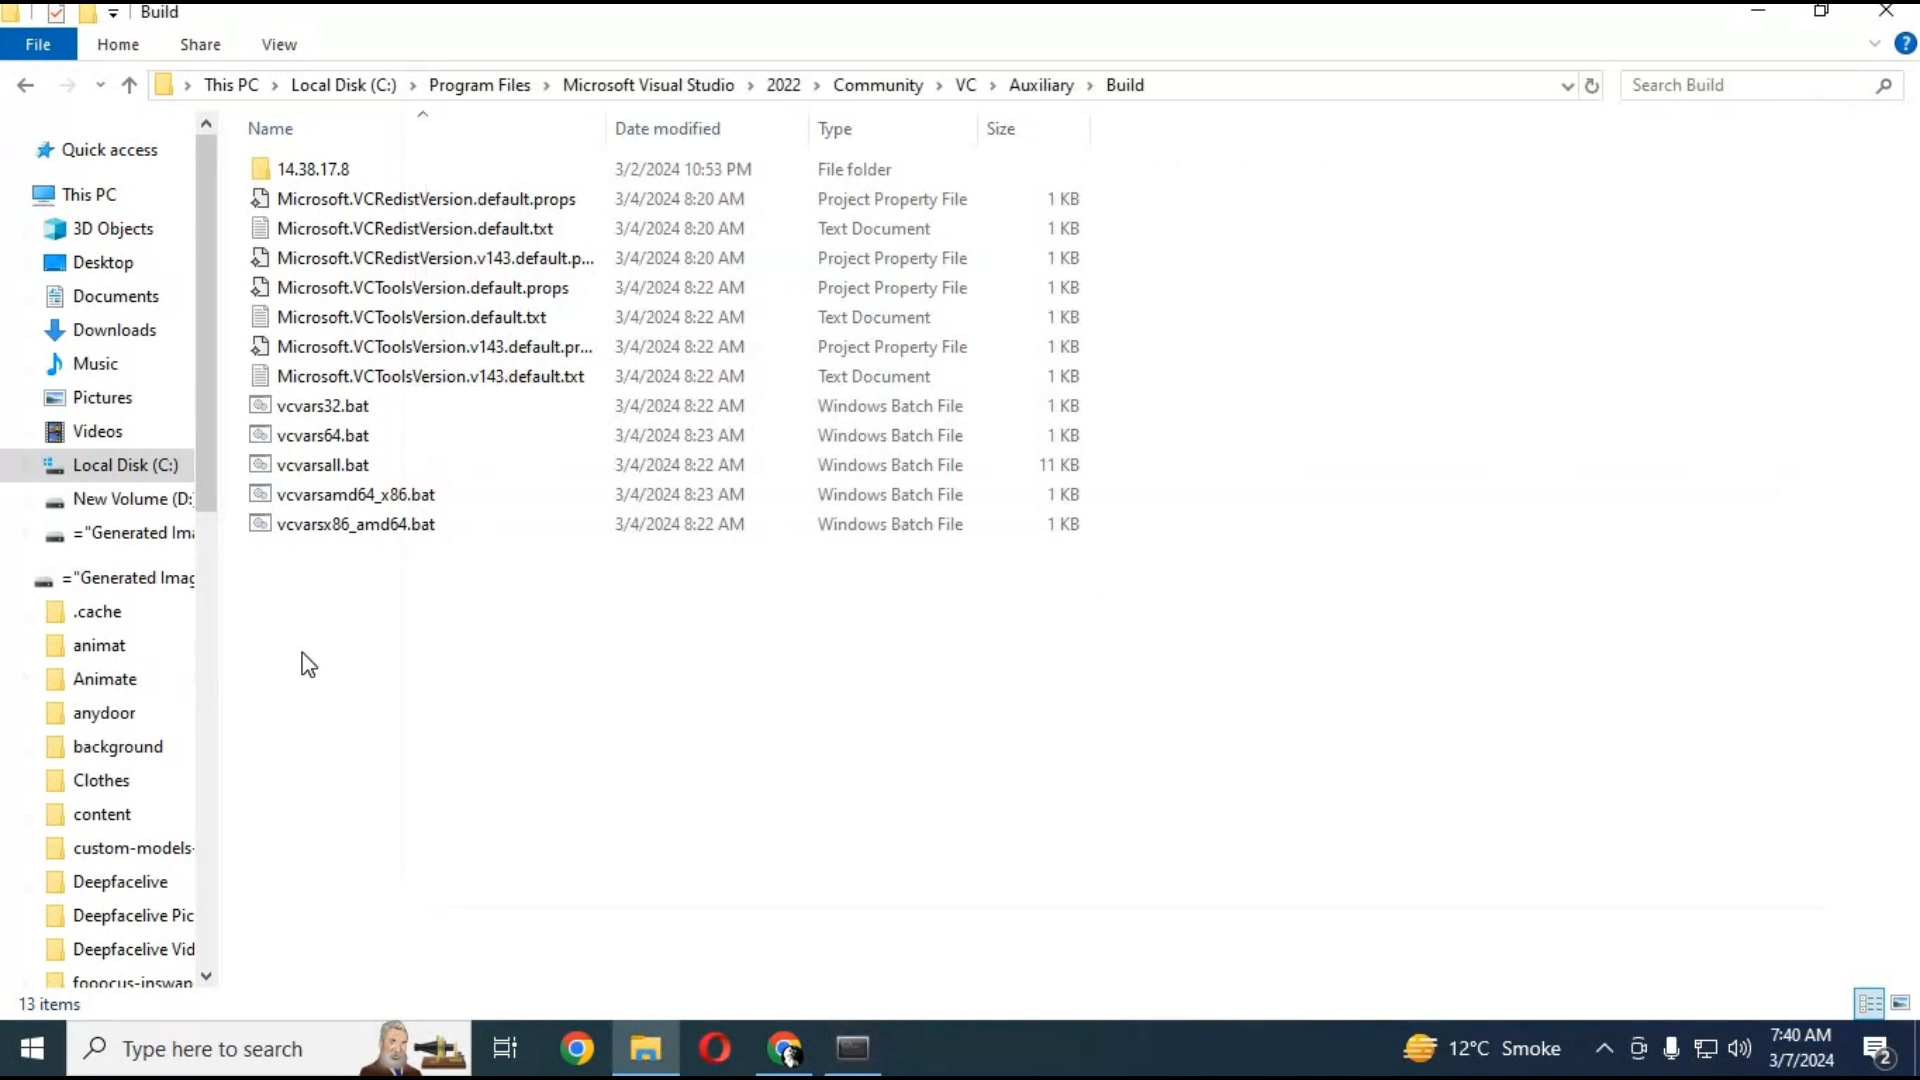 Build
File Home Share View
This PC Local Disk (C:) Program Files Microsoft Visual Studio 2022 Community VC Auxiliary Build
Search Build
Name Date modified Type Size
14.38.17.8 3/2/2024 10:53 PM File folder
Microsoft.VCRedistVersion.default.props 3/4/2024 8:20 AM Project Property File 1 KB
Microsoft.VCRedistVersion.default.txt 3/4/2024 8:20 AM Text Document 1 KB
Microsoft.VCRedistVersion.v143.default.p... 3/4/2024 8:20 AM Project Property File 1 KB
Microsoft.VCToolsVersion.default.props 3/4/2024 8:22 AM Project Property File 1 KB
Microsoft.VCToolsVersion.default.txt 3/4/2024 8:22 AM Text Document 1 KB
Microsoft.VCToolsVersion.v143.default.pr... 3/4/2024 8:22 AM Project Property File 1 KB
Microsoft.VCToolsVersion.v143.default.txt 3/4/2024 8:22 AM Text Document 1 KB
vcvars32.bat 3/4/2024 8:22 AM Windows Batch File 1 KB
vcvars64.bat 3/4/2024 8:23 AM Windows Batch File 1 KB
vcvarsall.bat 3/4/2024 8:22 AM Windows Batch File 11 KB
vcvarsamd64_x86.bat 3/4/2024 8:23 AM Windows Batch File 1 KB
vcvarsx86_amd64.bat 3/4/2024 8:22 AM Windows Batch File 1 KB
Quick access
This PC
3D Objects
Desktop
Documents
Downloads
Music
Pictures
Videos
Local Disk (C:)
New Volume (D:
="Generated Ima
="Generated Imag
.cache
animat
Animate
anydoor
background
Clothes
content
custom-models-
Deepfacelive
Deepfacelive Pic
Deepfacelive Vid
fooocus-inswap
13 items
Type here to search
12°C Smoke
7:40 AM
3/7/2024
2